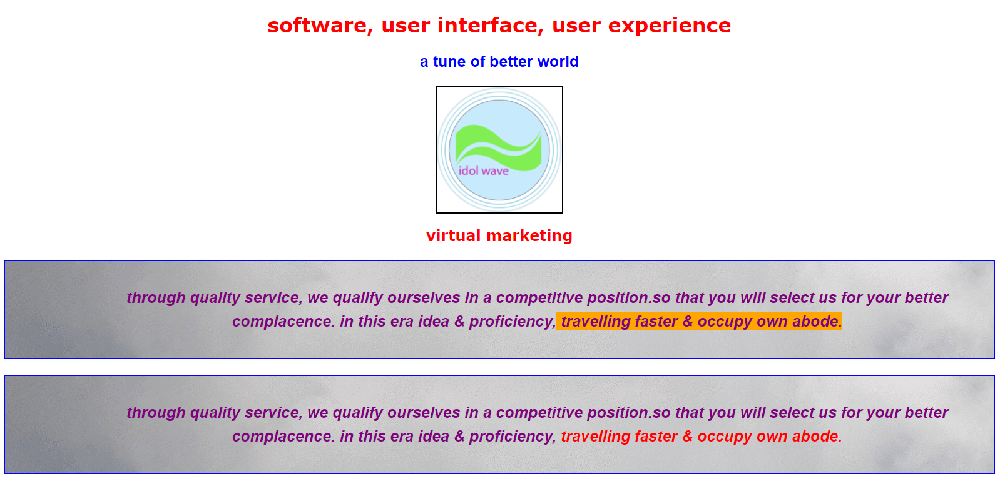 software, user interface, user experience
a tune of better world
idol wave
virtual marketing
through quality service, we qualify ourselves in a competitive position.so that you will select us for your better
complacence. in this era idea & proficiency, travelling faster & occupy own abode.
through quality service, we qualify ourselves in a competitive position.so that you will select us for your better
complacence. in this era idea & proficiency, travelling faster & occupy own abode.